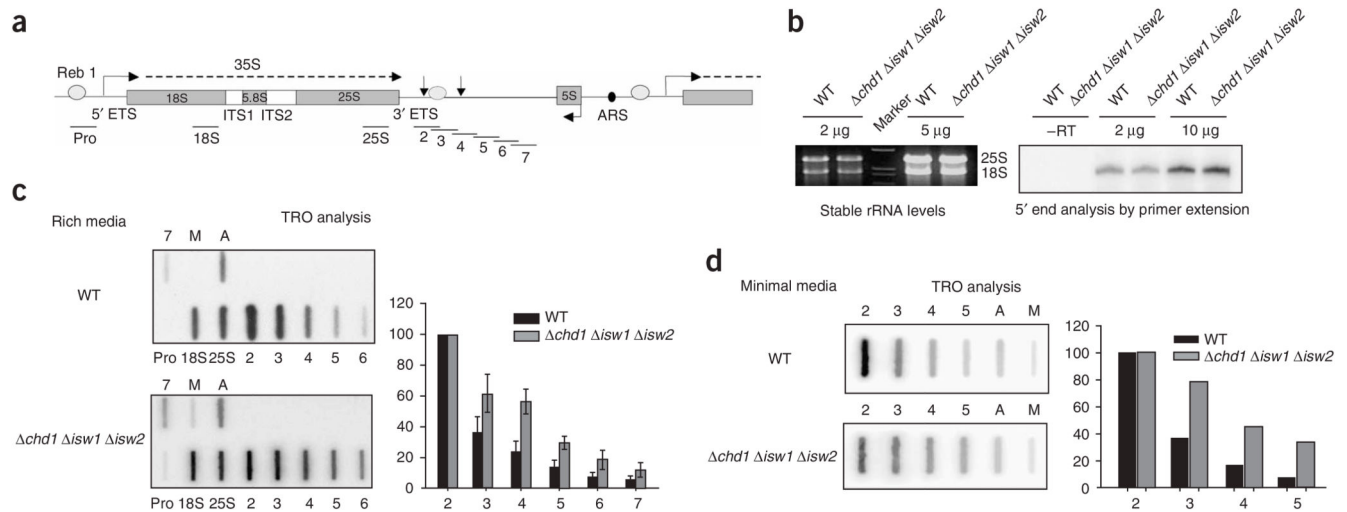 a
Reb 1
35S
18S
5.8S
25S
5S
5′ ETS
ITS1
ITS2
3′ ETS
ARS
Pro
18S
25S
2
3
4
5
6
7
b
WT
Δchd1 Δisw1 Δisw2
Marker
WT
Δchd1 Δisw1 Δisw2
2 μg
5 μg
25S
18S
Stable rRNA levels
WT
Δchd1 Δisw1 Δisw2
WT
Δchd1 Δisw1 Δisw2
WT
Δchd1 Δisw1 Δisw2
–RT
2 μg
10 μg
5′ end analysis by primer extension
c
Rich media
TRO analysis
7 M A
WT
Pro 18S 25S 2 3 4 5 6
7 M A
Δchd1 Δisw1 Δisw2
Pro 18S 25S 2 3 4 5 6
120
100
80
60
40
20
0
2 3 4 5 6 7
WT
Δchd1 Δisw1 Δisw2
d
Minimal media
TRO analysis
2 3 4 5 A M
WT
2 3 4 5 A M
Δchd1 Δisw1 Δisw2
120
100
80
60
40
20
0
2 3 4 5
WT
Δchd1 Δisw1 Δisw2